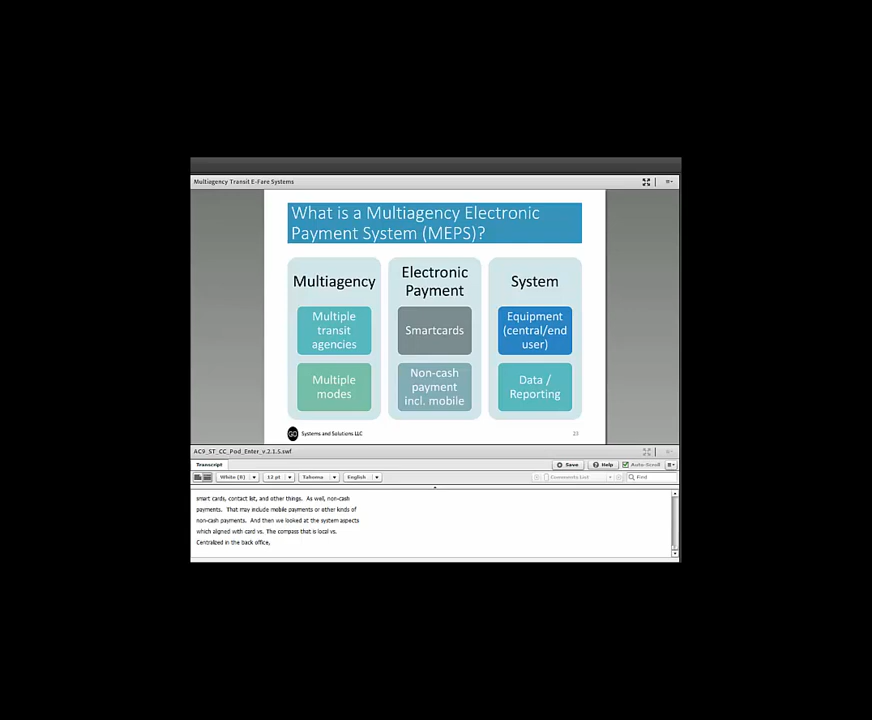 Multiagency Transit E-Fare Systems
What is a Multiagency Electronic
Payment System (MEPS)?
Multiagency
Multiple
transit
agencies
Multiple
modes
Electronic
Payment
Smartcards
Non-cash
payment
incl. mobile
System
Equipment
(central/end
user)
Data /
Reporting
GO Systems and Solutions LLC
23
AC9_ST_CC_Pod_Enter_v.2.1.5.swf
Transcript
Save
Help
Auto-Scroll
White (B)
12 pt
Tahoma
English
Comments List
Find
smart cards, contact list, and other things. As well, non-cash
payments. That may include mobile payments or other kinds of
non-cash payments. And then we looked at the system aspects
which aligned with card vs. The compass that is local vs.
Centralized in the back office,